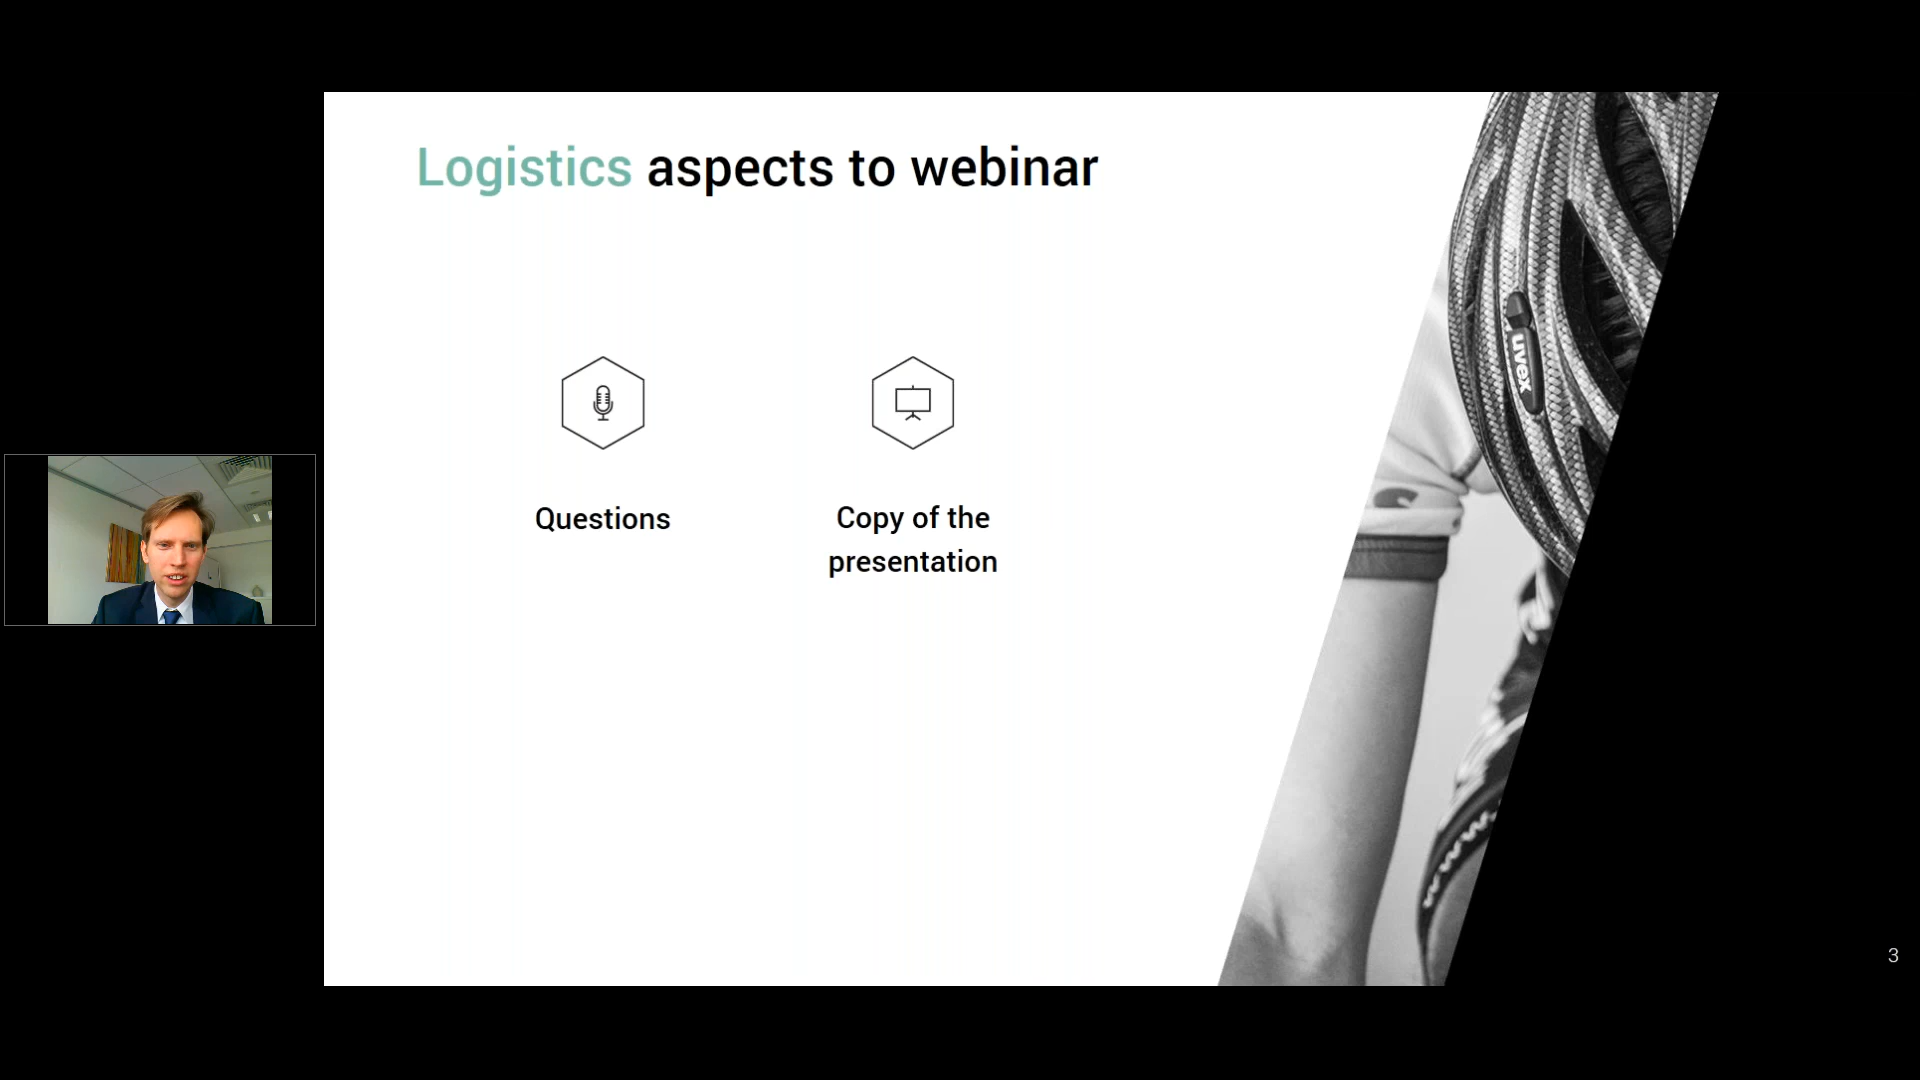 Logistics aspects to webinar
Questions
Copy of the
presentation
uvex
3